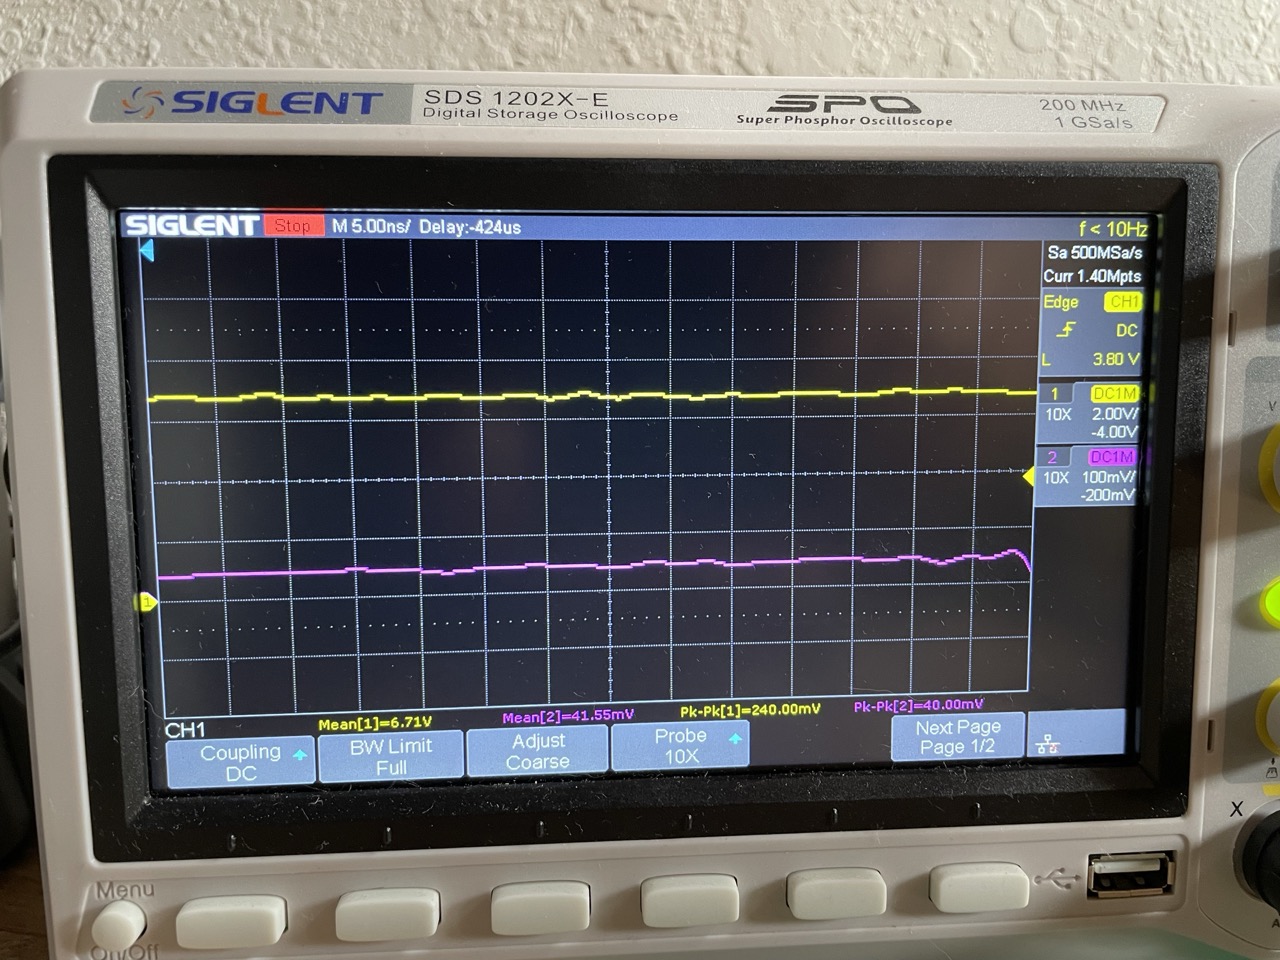 SIGLENT SDS 1202X-E SPO 200 MHz
Digital Storage Oscilloscope Super Phosphor Oscilloscope 1 GSa/s
SIGLENT Stop M 5.00ns/ Delay:-424us f < 10Hz
Sa 500MSa/s
Curr 1.40Mpts
Edge CH1
DC
L 3.80 V
1 DC1M
10X 2.00V/
-4.00V
2 DC1M
10X 100mV/
-200mV
1
CH1 Mean[1]=6.71V Mean[2]=41.55mV Pk-Pk[1]=240.00mV Pk-Pk[2]=40.00mV
Coupling
DC
BW Limit
Full
Adjust
Coarse
Probe
10X
Next Page
Page 1/2
X
Menu
On/Off